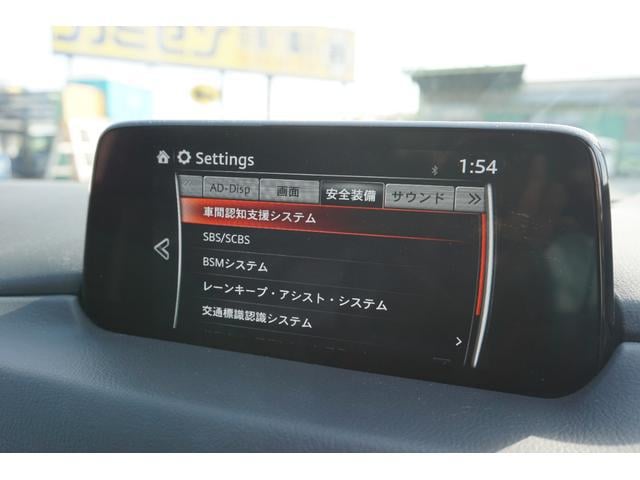 Settings 1:54
AD-Disp 画面 安全装備 サウンド
車間認知支援システム
SBS/SCBS
BSMシステム
レーンキープ・アシスト・システム
交通標識認識システム